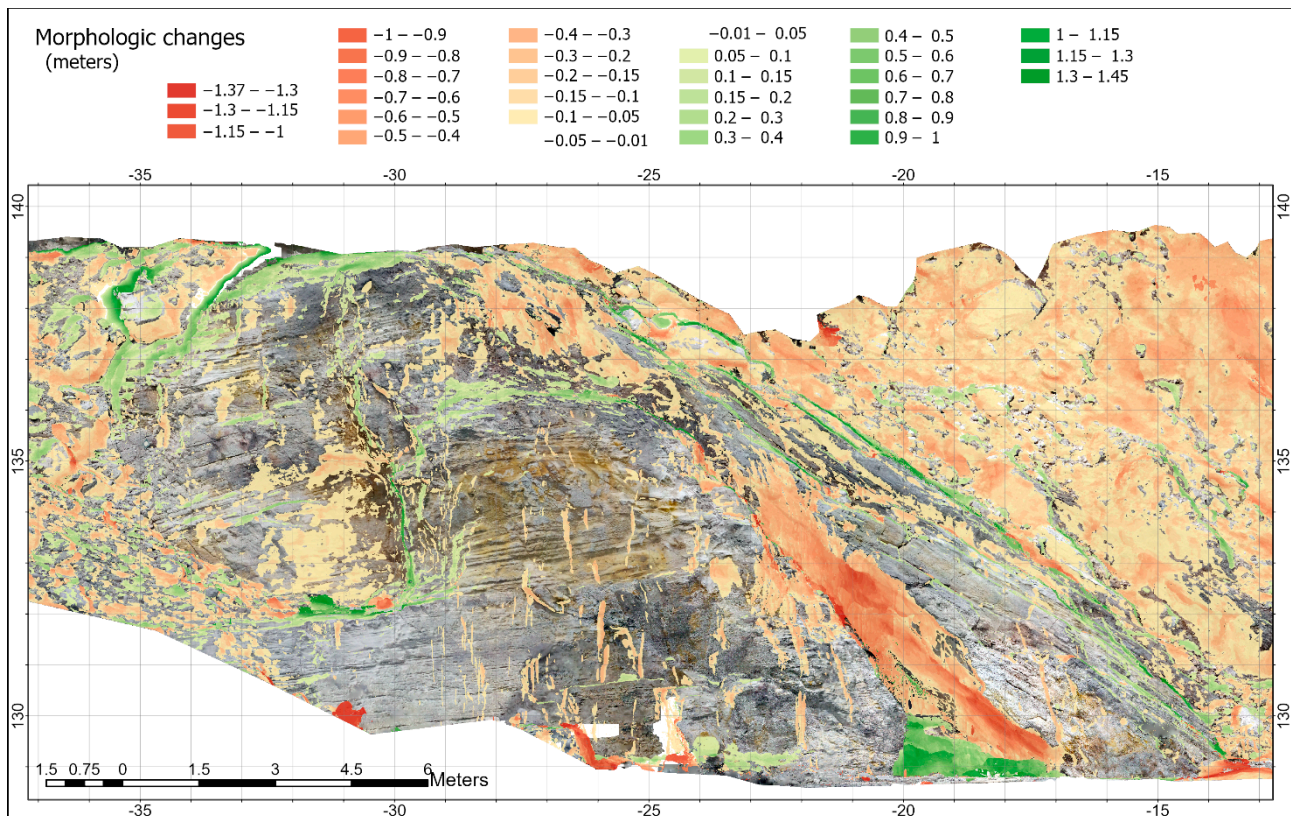 Morphologic changes
(meters)
−1.37 – −1.3
−1.3 – −1.15
−1.15 – −1
−1 – −0.9
−0.9 – −0.8
−0.8 – −0.7
−0.7 – −0.6
−0.6 – −0.5
−0.5 – −0.4
−0.4 – −0.3
−0.3 – −0.2
−0.2 – −0.15
−0.15 – −0.1
−0.1 – −0.05
−0.05 – −0.01
−0.01 – 0.05
0.05 – 0.1
0.1 – 0.15
0.15 – 0.2
0.2 – 0.3
0.3 – 0.4
0.4 – 0.5
0.5 – 0.6
0.6 – 0.7
0.7 – 0.8
0.8 – 0.9
0.9 – 1
1 – 1.15
1.15 – 1.3
1.3 – 1.45
-35 -30 -25 -20 -15
140 140
135 135
130 130
1.5 0.75 0 1.5 3 4.5 6 Meters
-35 -30 -25 -20 -15